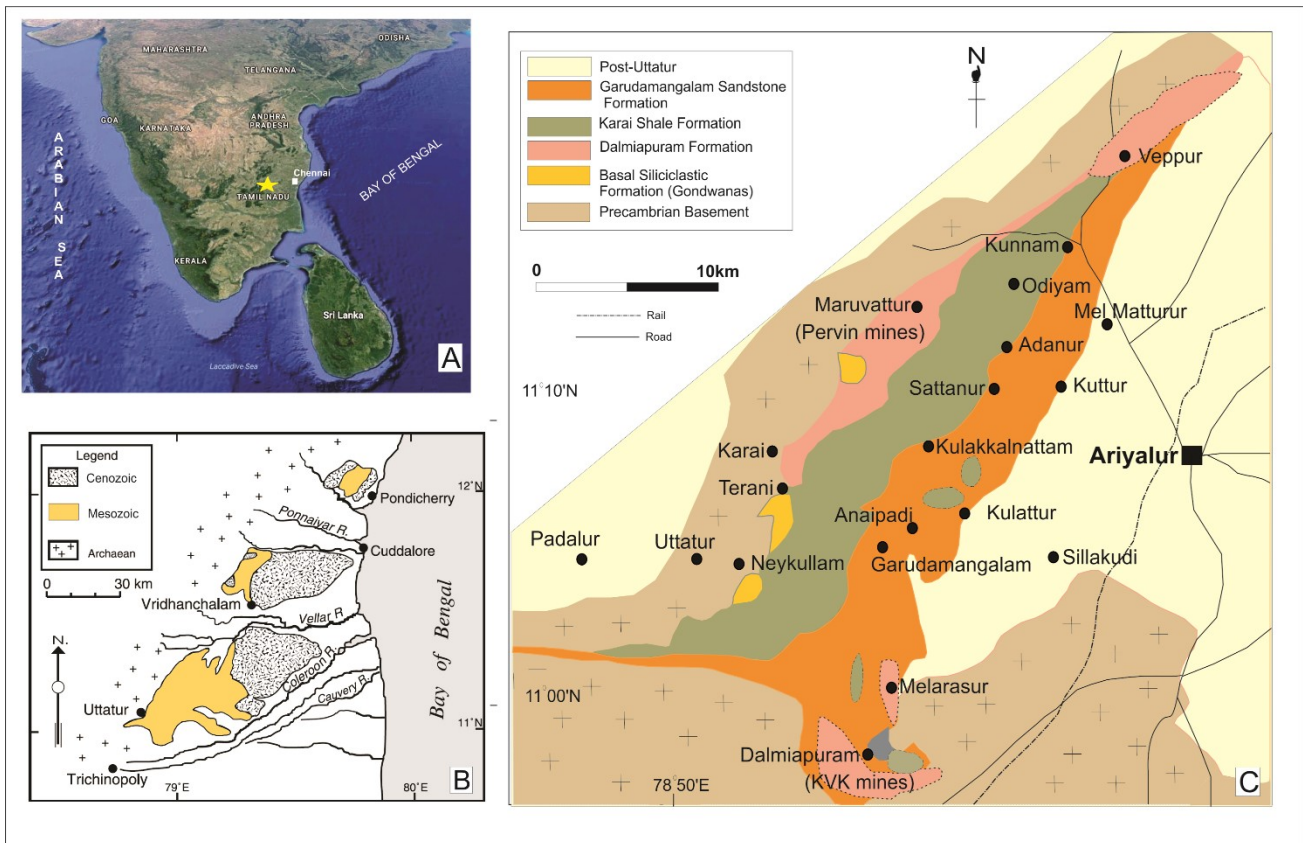 MAHARASHTRA
ODISHA
TELANGANA
GOA
ANDHRA
PRADESH
KARNATAKA
ARABIAN SEA
Chennai
TAMIL NADU
BAY OF BENGAL
KERALA
Sri Lanka
Laccadive Sea
A
Legend
Cenozoic
Mesozoic
Archaean
0 30 km
N.
12°N
Pondicherry
Ponnaiyar R.
Cuddalore
Vridhanchalam
Vellar R
Coleroon R.
Cauvery R.
Uttatur
11°N
Trichinopoly
Bay of Bengal
79°E
80°E
B
Post-Uttatur
Garudamangalam Sandstone
Formation
Karai Shale Formation
Dalmiapuram Formation
Basal Siliciclastic
Formation (Gondwanas)
Precambrian Basement
N
0 10km
Rail
Road
Veppur
Kunnam
Odiyam
Maruvattur
(Pervin mines)
Mel Matturur
Adanur
11°10'N
Sattanur
Kuttur
Karai
Kulakkalnattam
Ariyalur
Terani
Anaipadi
Kulattur
Padalur
Uttatur
Neykullam
Garudamangalam
Sillakudi
11°00'N
Melarasur
Dalmiapuram
(KVK mines)
78°50'E
C